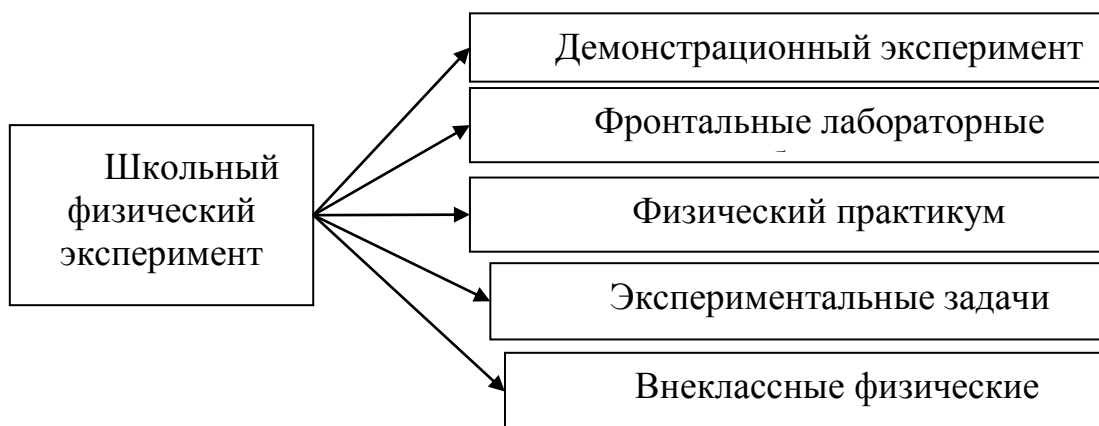 Демонстрационный эксперимент
Фронтальные лабораторные
Школьный
физический
эксперимент
Физический практикум
Экспериментальные задачи
Внеклассные физические